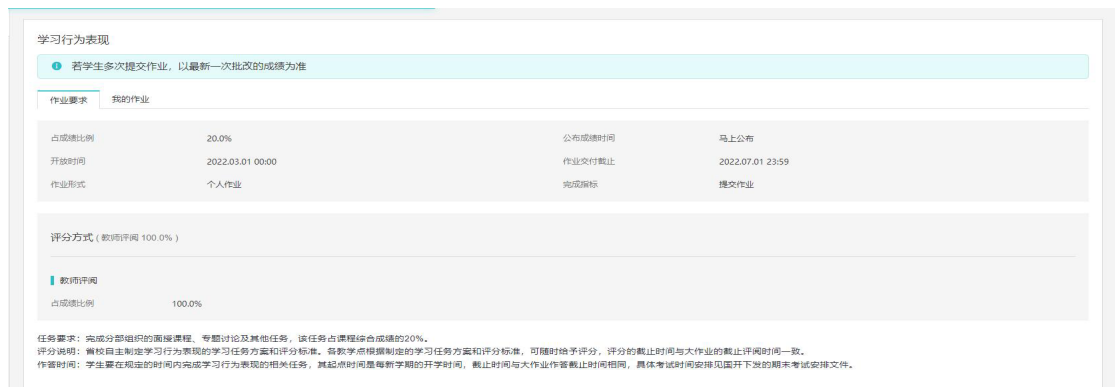 学习行为表现
若学生多次提交作业，以最新一次批改的成绩为准
作业要求 我的作业
占成绩比例 20.0% 公布成绩时间 马上公布
开放时间 2022.03.01 00:00 作业交付截止 2022.07.01 23:59
作业形式 个人作业 完成指标 提交作业
评分方式 ( 教师评阅 100.0% )
教师评阅
占成绩比例 100.0%
任务要求：完成分部组织的面授课程、专题讨论及其他任务，该任务占课程综合成绩的20%。
评分说明：省校自主制定学习行为表现的学习任务方案和评分标准。各教学点根据制定的学习任务方案和评分标准，可随时给予评分，评分的截止时间与大作业的截止评阅时间一致。
作答时间：学生要在规定的时间内完成学习行为表现的相关任务，其起点时间是每新学期的开学时间，截止时间与大作业作答截止时间相同，具体考试时间安排见国开下发的期末考试安排文件。